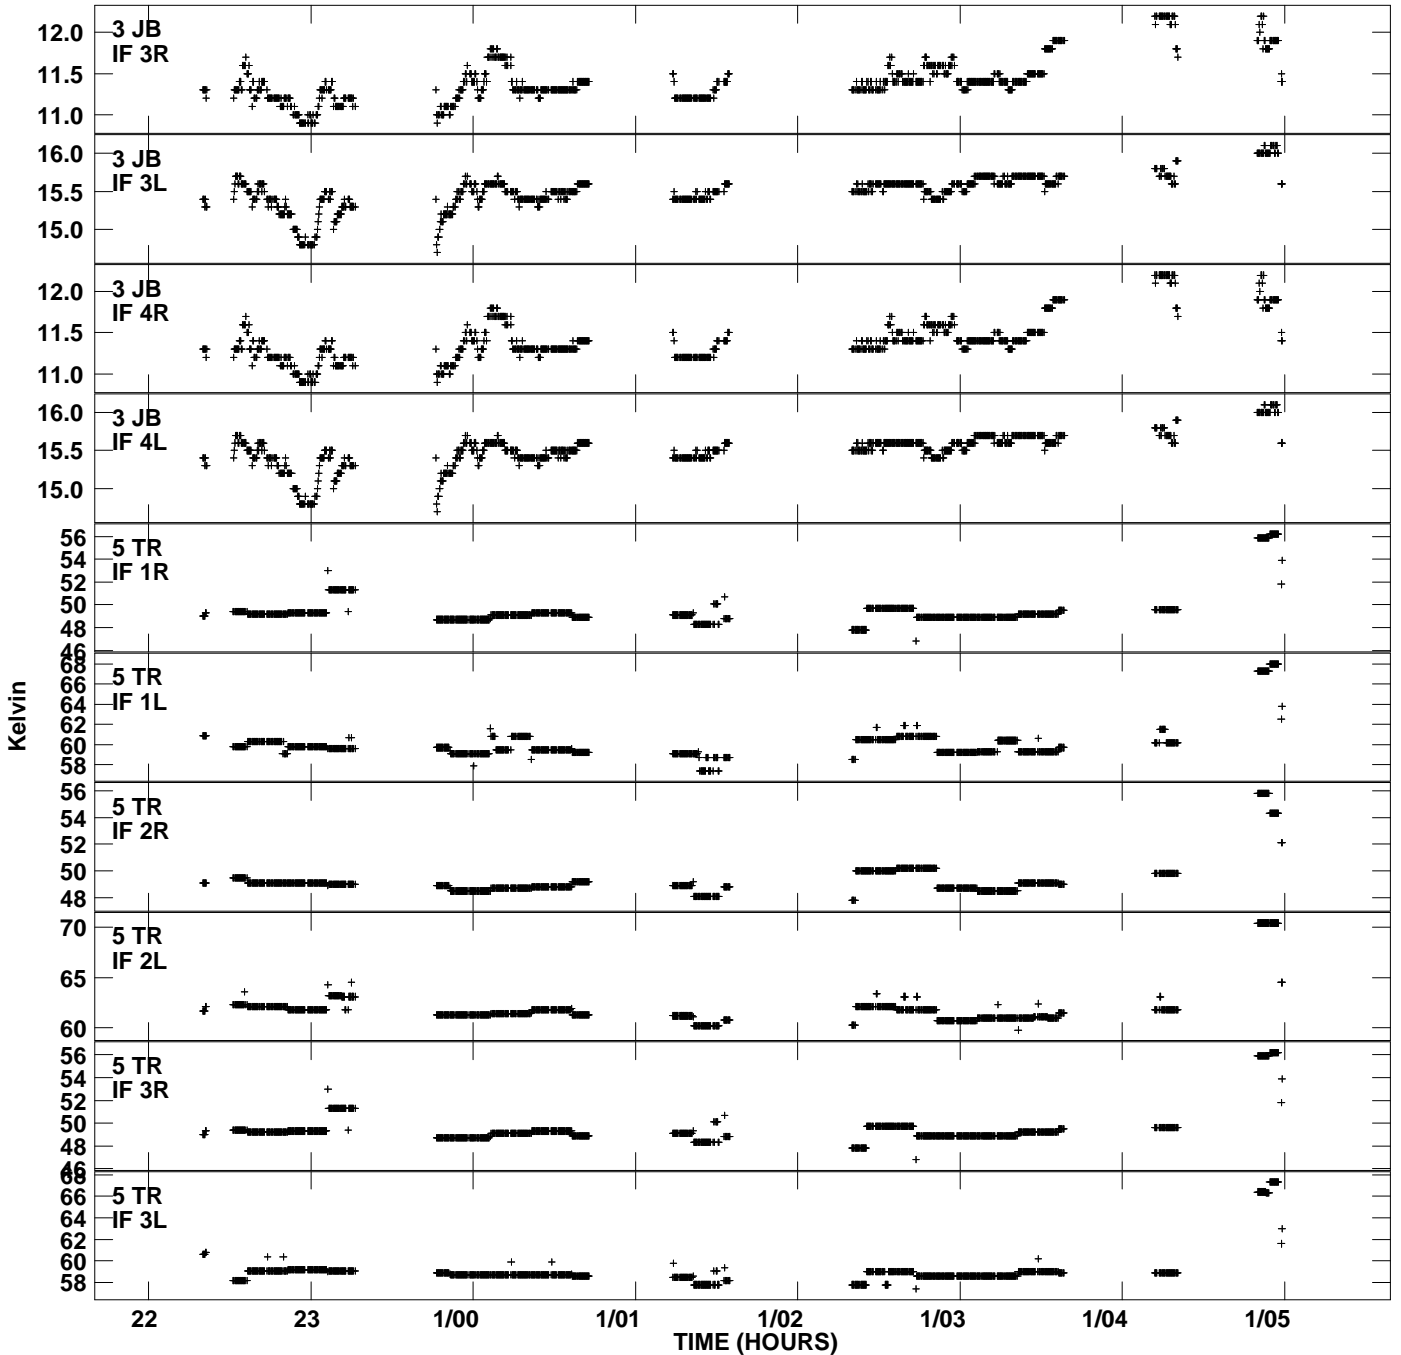 3 JB
IF 3R
12.0
11.5
11.0
3 JB
IF 3L
16.0
15.5
15.0
3 JB
IF 4R
12.0
11.5
11.0
3 JB
IF 4L
16.0
15.5
15.0
5 TR
IF 1R
56
54
52
50
48
46
5 TR
IF 1L
68
66
64
62
60
58
5 TR
IF 2R
56
54
52
50
48
5 TR
IF 2L
70
65
60
5 TR
IF 3R
56
54
52
50
48
46
5 TR
IF 3L
68
66
64
62
60
58
Kelvin
22 23 1/00 1/01 1/02 1/03 1/04 1/05
TIME (HOURS)